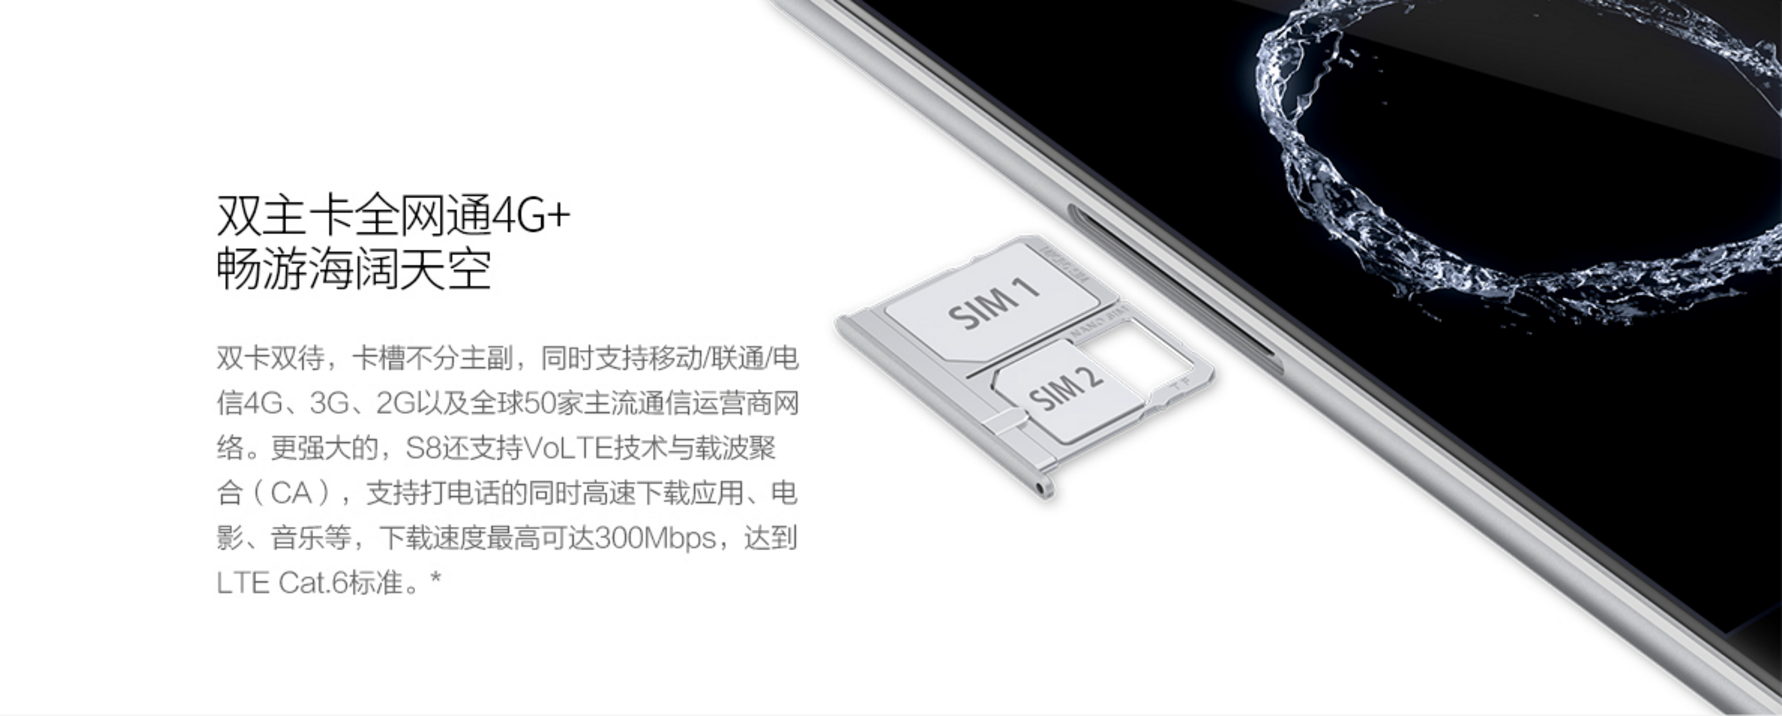 双主卡全网通4G+
畅游海阔天空
双卡双待，卡槽不分主副，同时支持移动/联通/电
信4G、3G、2G以及全球50家主流通信运营商网
络。更强大的，S8还支持VoLTE技术与载波聚
合（CA），支持打电话的同时高速下载应用、电
影、音乐等，下载速度最高可达300Mbps，达到
LTE Cat.6标准。*
SIM 1
SIM 2
TF